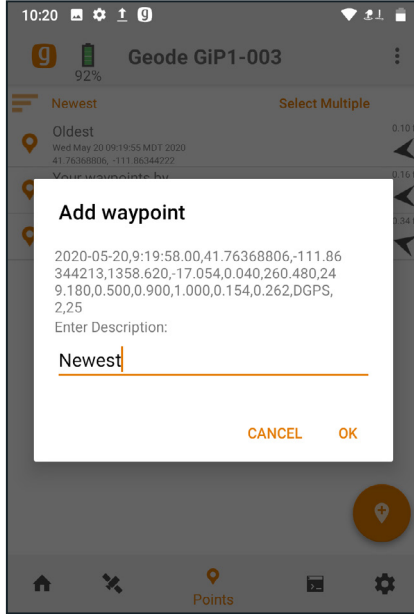 10:20
g
g
92%
Geode GiP1-003
Newest
Select Multiple
Oldest
Wed May 20 09:19:55 MDT 2020
41.76368806, -111.86344222
0.10
Your waypoints by
0.16
0.34
Add waypoint
2020-05-20,9:19:58.00,41.76368806,-111.86
344213,1358.620,-17.054,0.040,260.480,24
9.180,0.500,0.900,1.000,0.154,0.262,DGPS,
2,25
Enter Description:
Newest
CANCEL
OK
Points